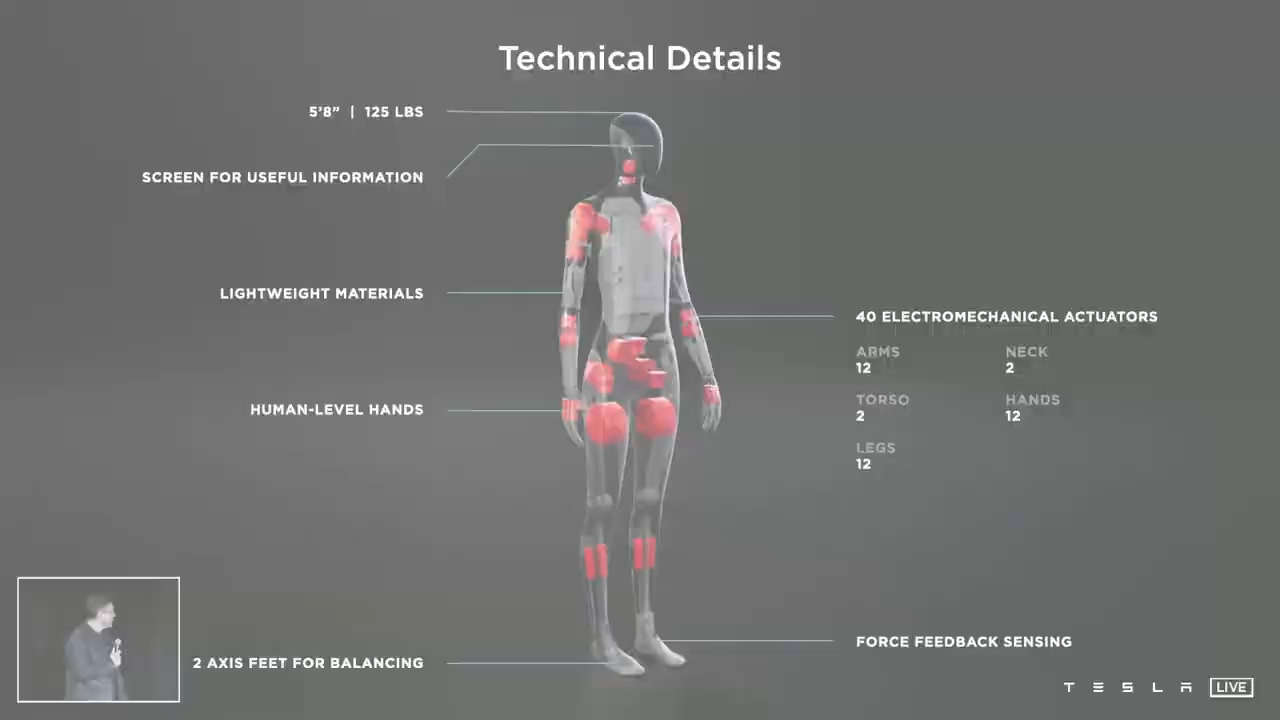 Technical Details
5'8" | 125 LBS
SCREEN FOR USEFUL INFORMATION
LIGHTWEIGHT MATERIALS
HUMAN-LEVEL HANDS
2 AXIS FEET FOR BALANCING
40 ELECTROMECHANICAL ACTUATORS
ARMS NECK
12 2
TORSO HANDS
2 12
LEGS
12
FORCE FEEDBACK SENSING
TESLA LIVE